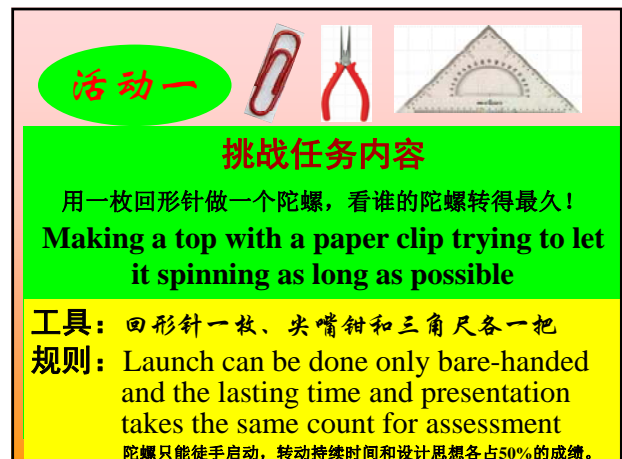 活动一
挑战任务内容
用一枚回形针做一个陀螺，看谁的陀螺转得最久！
Making a top with a paper clip trying to let
it spinning as long as possible
工具：回形针一枚、尖嘴钳和三角尺各一把
规则：Launch can be done only bare-handed
and the lasting time and presentation
takes the same count for assessment
陀螺只能徒手启动，转动持续时间和设计思想各占50%的成绩。